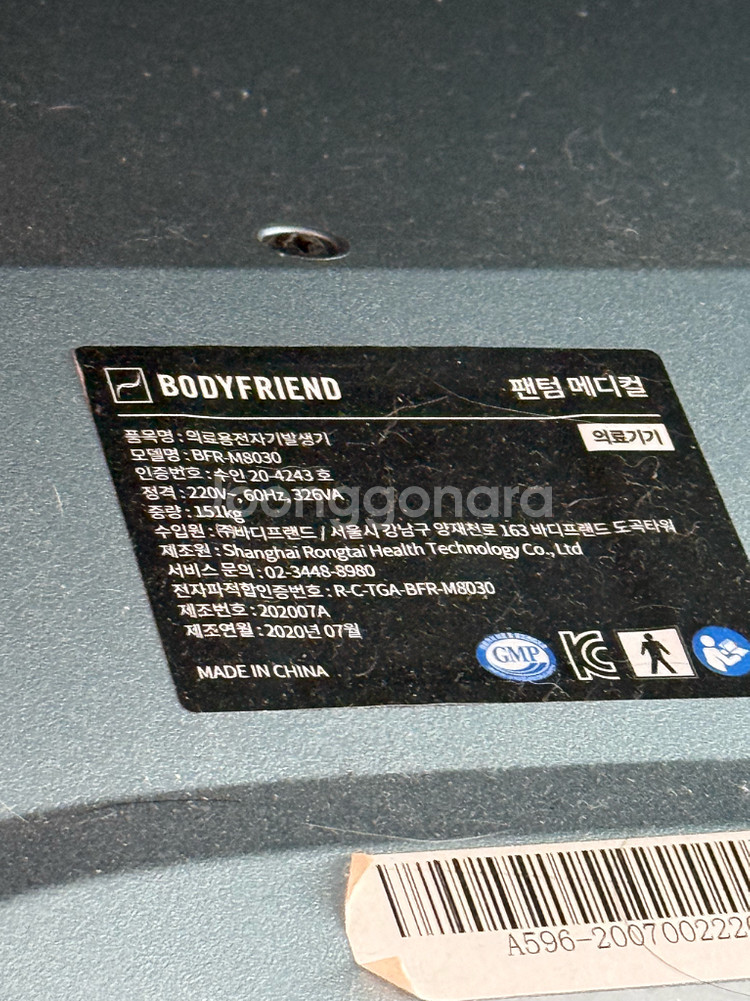 BODYFRIEND 팬텀 메디컬
의료기기
품목명 : 의료용전자기발생기
모델명 : BFR-M8030
인증번호 : 수인 20-4243 호
정격 : 220V~, 60Hz, 326VA
중량 : 151kg
수입원 : ㈜바디프랜드 / 서울시 강남구 양재천로 163 바디프랜드 도곡타워
제조원 : Shanghai Rongtai Health Technology Co., Ltd
서비스 문의 : 02-3448-8980
전자파적합인증번호 : R-C-TGA-BFR-M8030
제조번호 : 202007A
제조연월 : 2020년 07월
MADE IN CHINA
GMP
KC
Joonggonara
A596-200700222